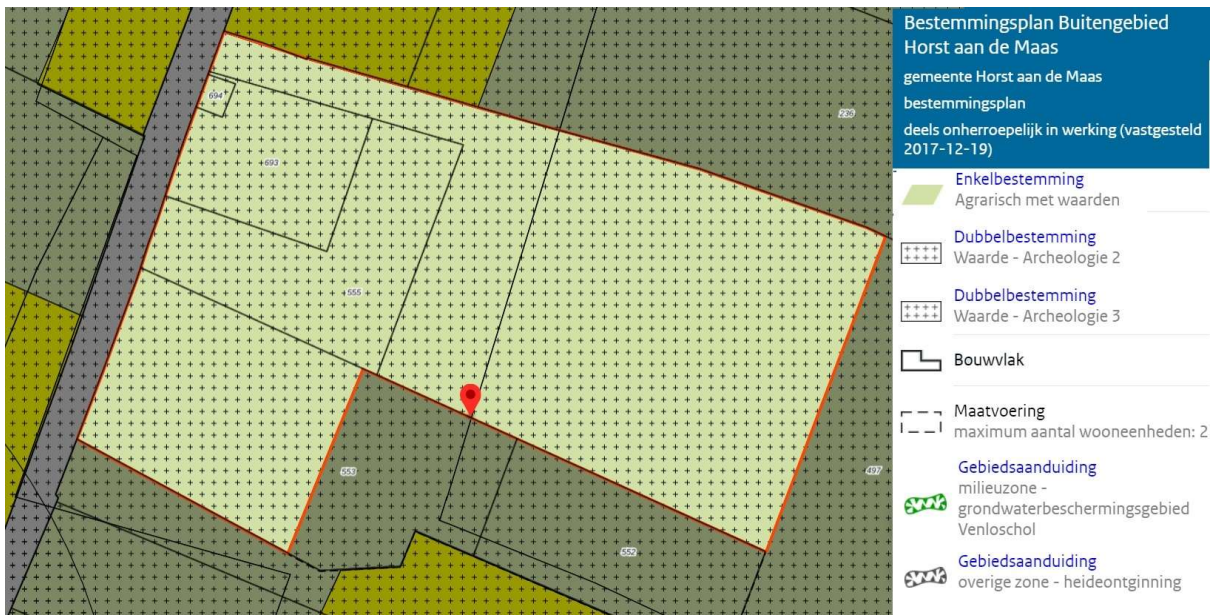 Bestemmingsplan Buitengebied
Horst aan de Maas
gemeente Horst aan de Maas
bestemmingsplan
deels onherroepelijk in werking (vastgesteld
2017-12-19)
Enkelbestemming
Agrarisch met waarden
Dubbelbestemming
Waarde - Archeologie 2
Dubbelbestemming
Waarde - Archeologie 3
Bouwvlak
Maatvoering
maximum aantal wooneenheden: 2
Gebiedsaanduiding
milieuzone -
grondwaterbeschermingsgebied
Venloschol
Gebiedsaanduiding
overige zone - heideontginning
694
236
693
555
553
497
552